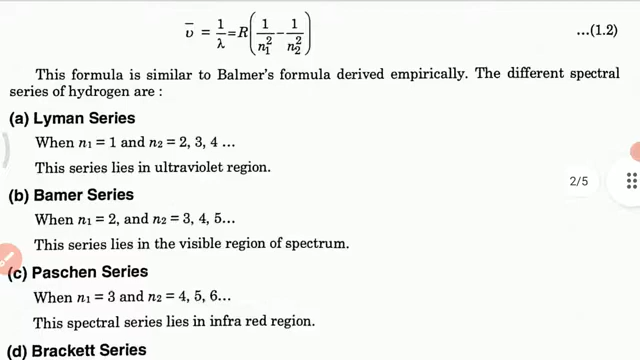 ῡ = 1/λ = R(1/n₁² − 1/n₂²) ...(1.2)
This formula is similar to Balmer's formula derived empirically. The different spectral
series of hydrogen are :
(a) Lyman Series
When n₁ = 1 and n₂ = 2, 3, 4 ...
This series lies in ultraviolet region.
2/5
(b) Bamer Series
When n₁ = 2, and n₂ = 3, 4, 5...
This series lies in the visible region of spectrum.
(c) Paschen Series
When n₁ = 3 and n₂ = 4, 5, 6...
This spectral series lies in infra red region.
(d) Brackett Series